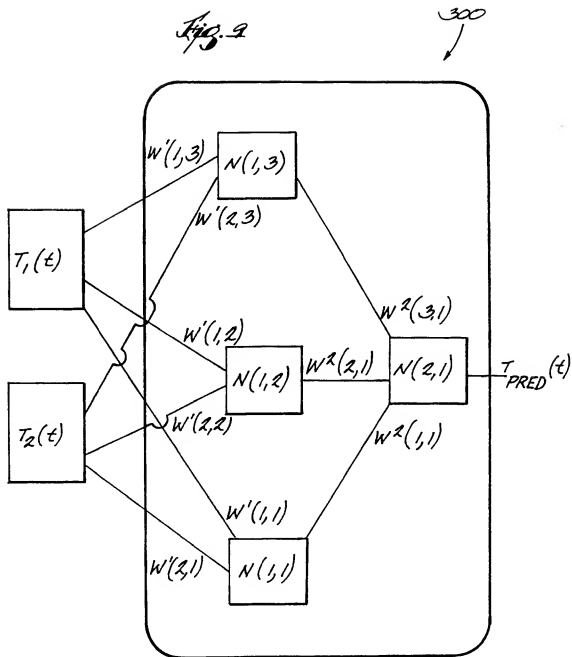 Fig. 9
300
W'(1,3)
N(1,3)
W'(2,3)
T1(t)
W'(1,2)
W²(3,1)
N(1,2)
W²(2,1)
N(2,1)
TPRED(t)
T2(t)
W'(2,2)
W²(1,1)
W'(1,1)
W'(2,1)
N(1,1)